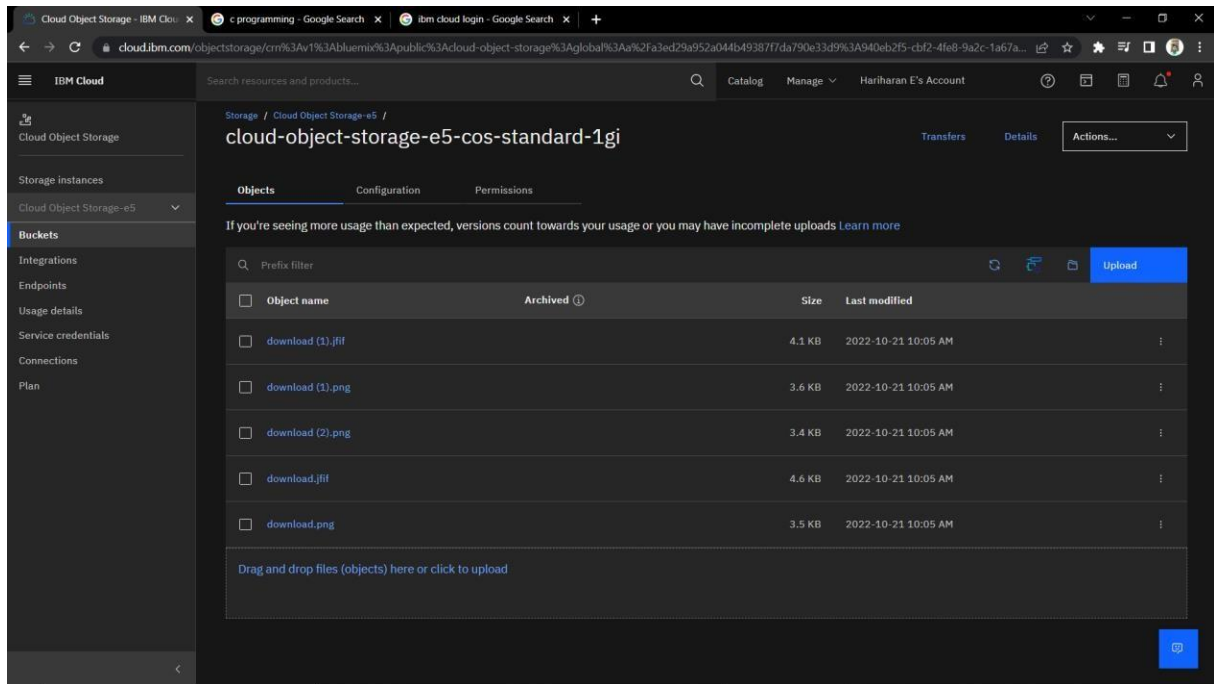 Cloud Object Storage - IBM Clou
c programming - Google Search
ibm cloud login - Google Search
cloud.ibm.com/objectstorage/crn%3Av1%3Abluemix%3Apublic%3Acloud-object-storage%3Aglobal%3Aa%2Fa3ed29a952a044b49387f7da790e33d9%3A940eb2f5-cbf2-4fe8-9a2c-1a67a...
IBM Cloud
Search resources and products...
Catalog
Manage
Hariharan E's Account
Cloud Object Storage
Storage instances
Cloud Object Storage-e5
Buckets
Integrations
Endpoints
Usage details
Service credentials
Connections
Plan
Storage / Cloud Object Storage-e5 /
cloud-object-storage-e5-cos-standard-1gi
Transfers
Details
Actions...
Objects Configuration Permissions
If you're seeing more usage than expected, versions count towards your usage or you may have incomplete uploads Learn more
Prefix filter
Upload
Object name Archived Size Last modified
download (1).jfif 4.1 KB 2022-10-21 10:05 AM
download (1).png 3.6 KB 2022-10-21 10:05 AM
download (2).png 3.4 KB 2022-10-21 10:05 AM
download.jfif 4.6 KB 2022-10-21 10:05 AM
download.png 3.5 KB 2022-10-21 10:05 AM
Drag and drop files (objects) here or click to upload